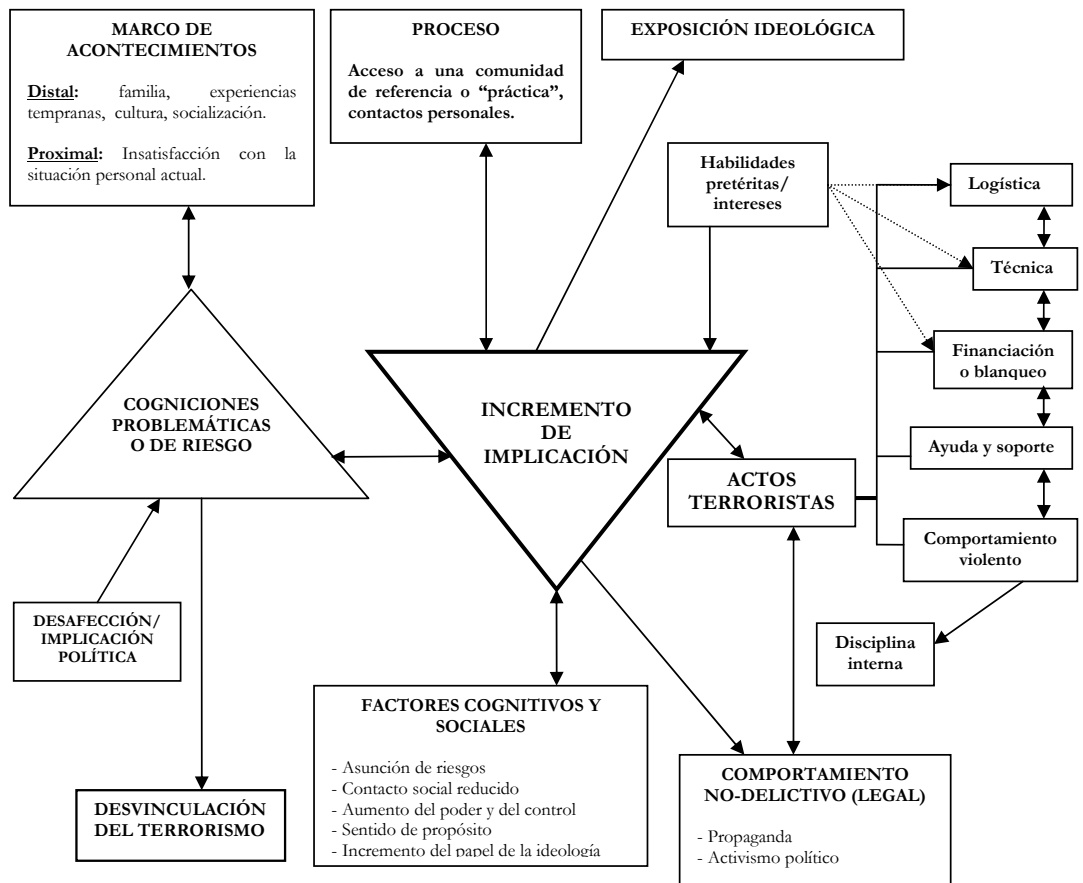 MARCO DE
ACONTECIMIENTOS
Distal: familia, experiencias
tempranas, cultura, socialización.
Proximal: Insatisfacción con la
situación personal actual.
PROCESO
Acceso a una comunidad
de referencia o “práctica”,
contactos personales.
EXPOSICIÓN IDEOLÓGICA
Habilidades
pretéritas/
intereses
Logística
Técnica
Financiación
o blanqueo
Ayuda y soporte
Comportamiento
violento
Disciplina
interna
COGNICIONES
PROBLEMÁTICAS
O DE RIESGO
INCREMENTO
DE
IMPLICACIÓN
ACTOS
TERRORISTAS
DESAFECCIÓN/
IMPLICACIÓN
POLÍTICA
DESVINCULACIÓN
DEL TERRORISMO
FACTORES COGNITIVOS Y
SOCIALES
- Asunción de riesgos
- Contacto social reducido
- Aumento del poder y del control
- Sentido de propósito
- Incremento del papel de la ideología
COMPORTAMIENTO
NO-DELICTIVO (LEGAL)
- Propaganda
- Activismo político